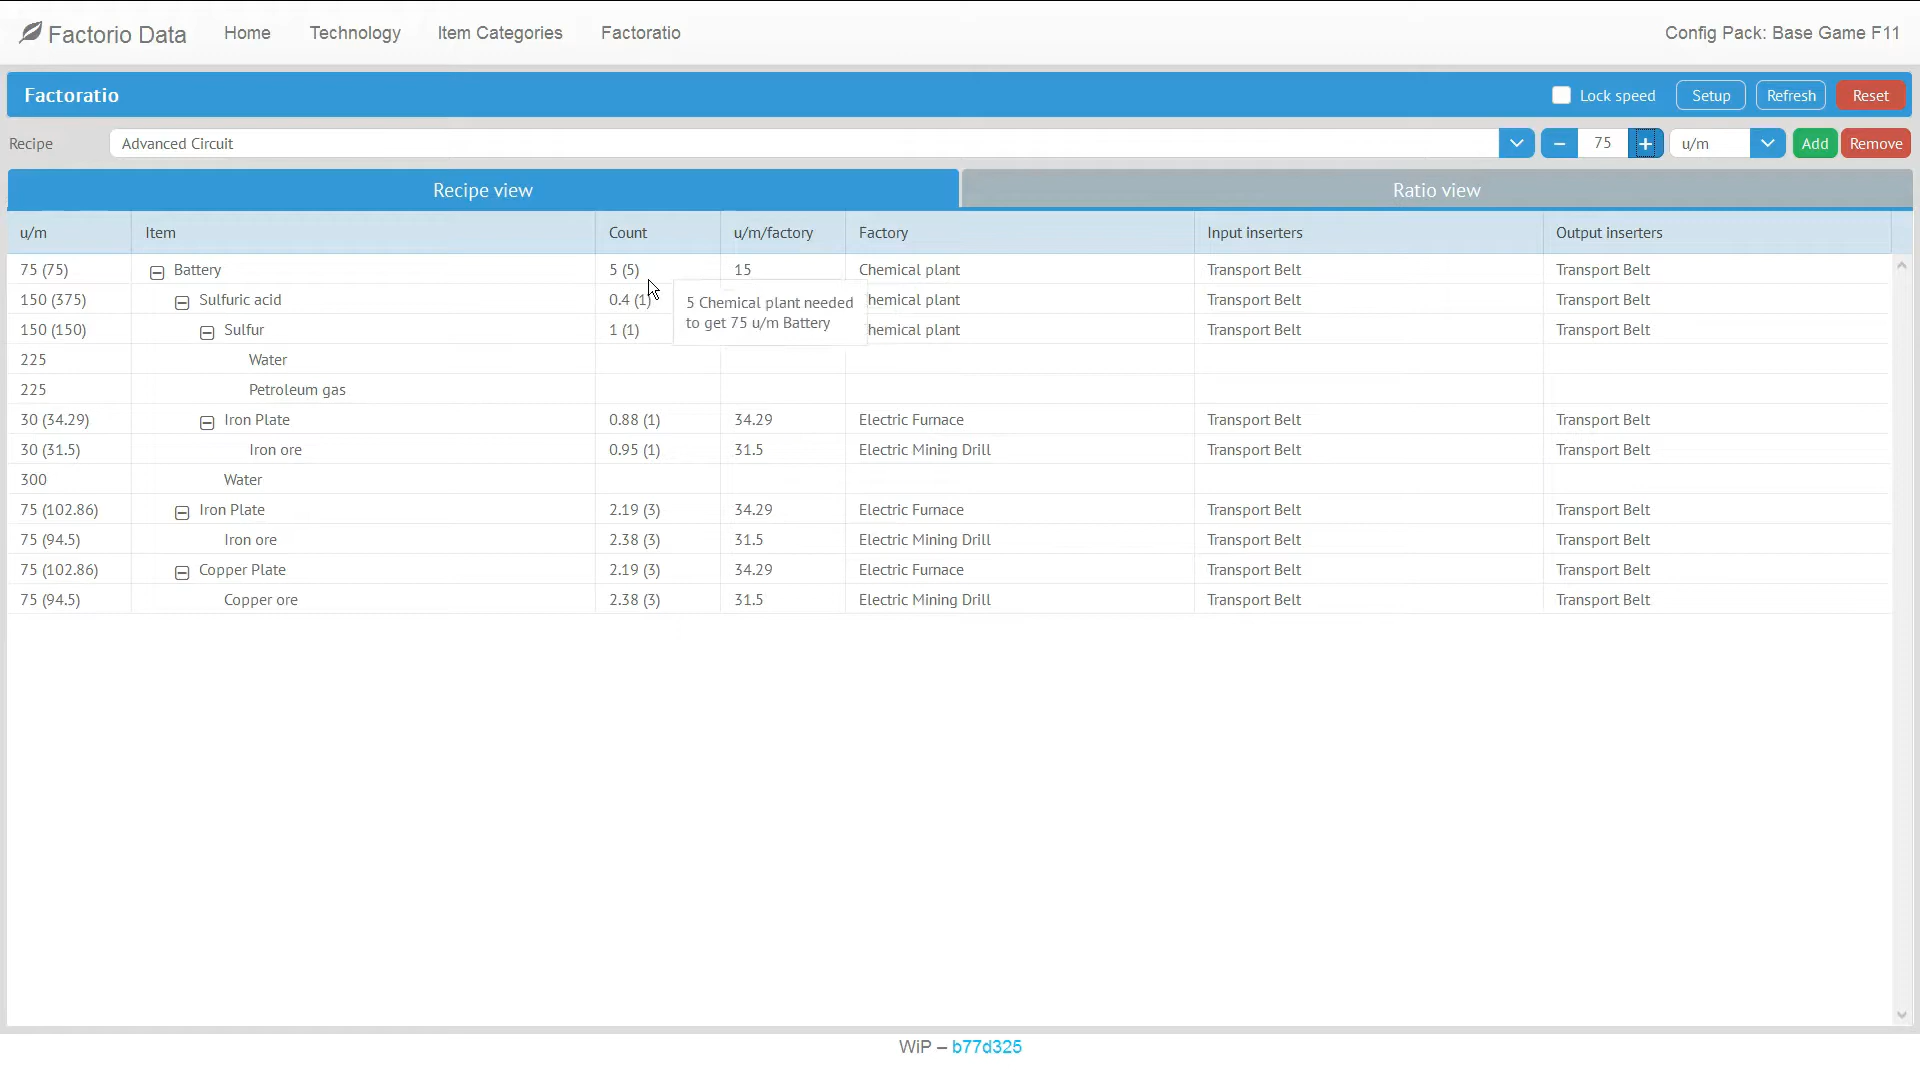 Factorio Data Home Technology Item Categories Factoratio Config Pack: Base Game F11
Factoratio Lock speed Setup Refresh Reset
Recipe Advanced Circuit 75 u/m Add Remove
Recipe view Ratio view
u/m Item Count u/m/factory Factory Input inserters Output inserters
75 (75) Battery 5 (5) 15 Chemical plant Transport Belt Transport Belt
150 (375) Sulfuric acid 0.4 (1) hemical plant Transport Belt Transport Belt
5 Chemical plant needed
to get 75 u/m Battery
150 (150) Sulfur 1 (1) hemical plant Transport Belt Transport Belt
225 Water
225 Petroleum gas
30 (34.29) Iron Plate 0.88 (1) 34.29 Electric Furnace Transport Belt Transport Belt
30 (31.5) Iron ore 0.95 (1) 31.5 Electric Mining Drill Transport Belt Transport Belt
300 Water
75 (102.86) Iron Plate 2.19 (3) 34.29 Electric Furnace Transport Belt Transport Belt
75 (94.5) Iron ore 2.38 (3) 31.5 Electric Mining Drill Transport Belt Transport Belt
75 (102.86) Copper Plate 2.19 (3) 34.29 Electric Furnace Transport Belt Transport Belt
75 (94.5) Copper ore 2.38 (3) 31.5 Electric Mining Drill Transport Belt Transport Belt
WiP – b77d325